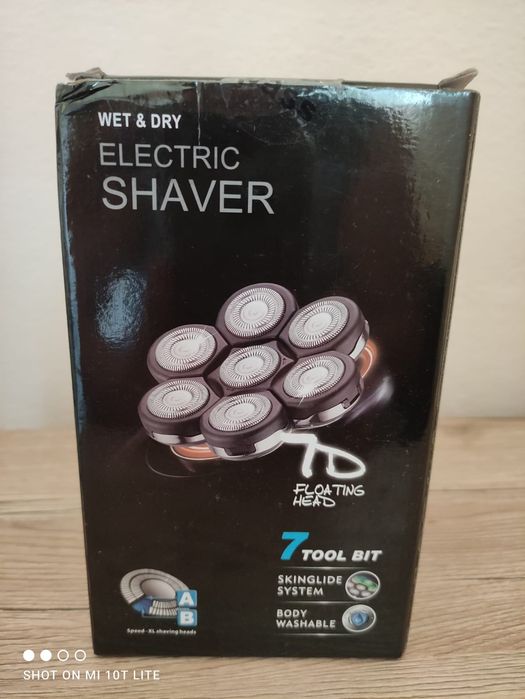 WET & DRY
ELECTRIC
SHAVER
7D
FLOATING
HEAD
7 TOOL BIT
SKINGLIDE
SYSTEM
BODY
WASHABLE
A
B
Speed-XL shaving heads
SHOT ON MI 10T LITE